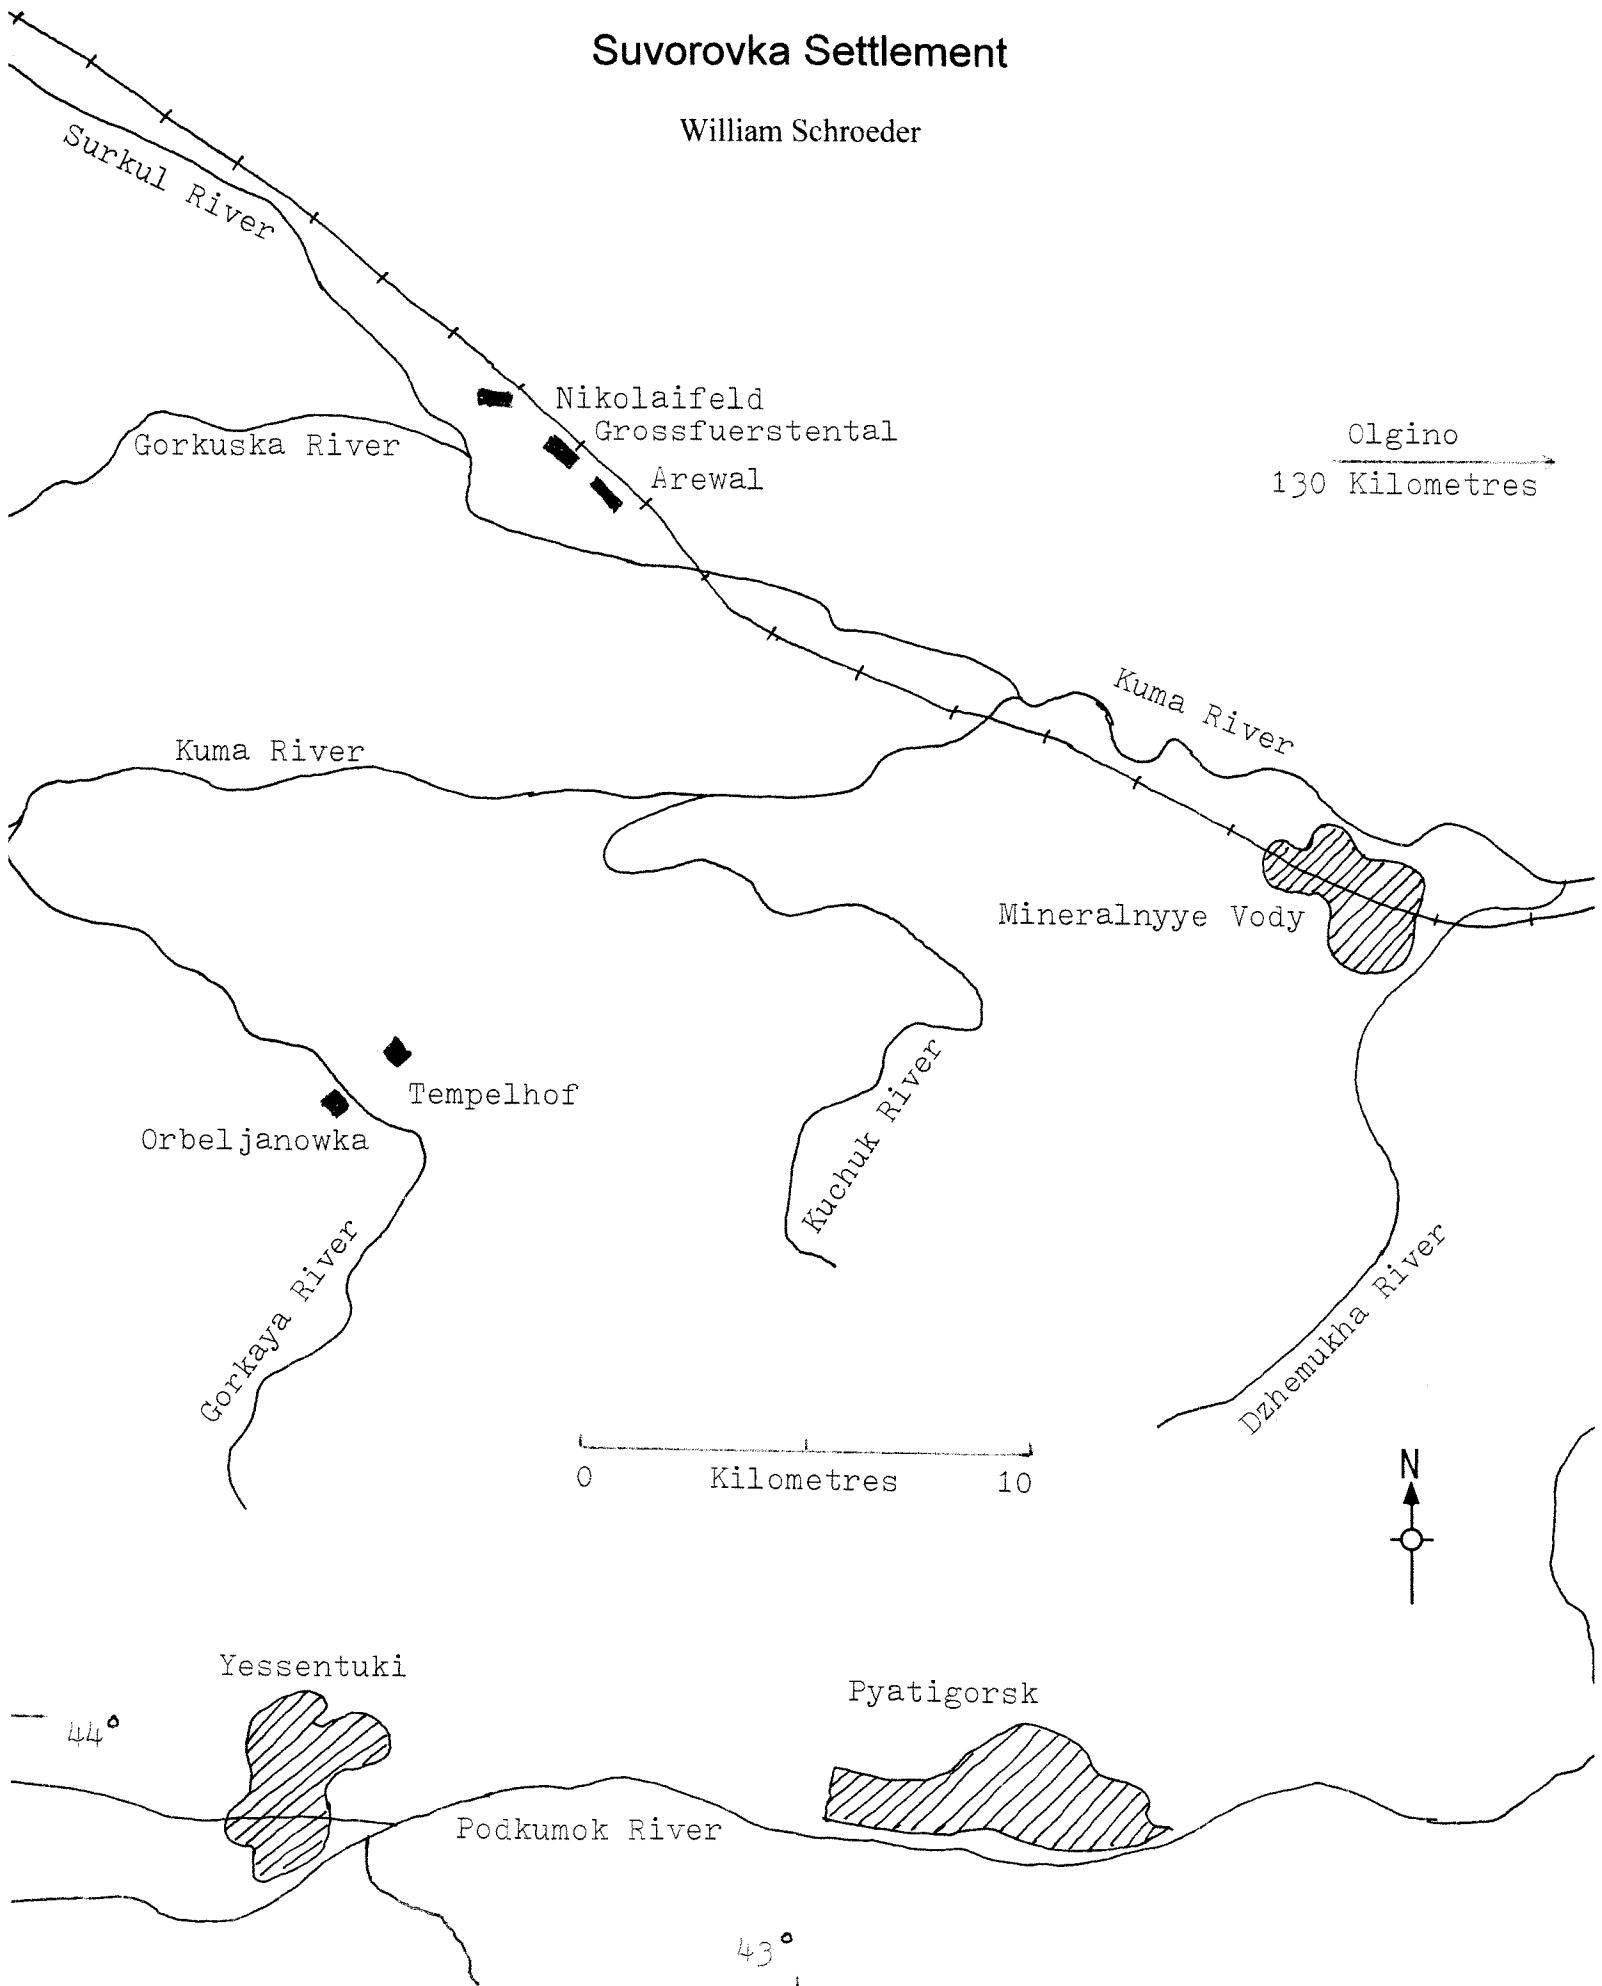 Suvorovka Settlement
William Schroeder
Surkul River
Nikolaifeld
Grossfuerstental
Gorkuska River
Arewal
Olgino
130 Kilometres
Kuma River
Kuma River
Mineralnyye Vody
Tempelhof
Orbeljanowka
Kuchuk River
Gorkaya River
Dzhemukha River
0 Kilometres 10
N
Yessentuki
Pyatigorsk
44°
Podkumok River
43°